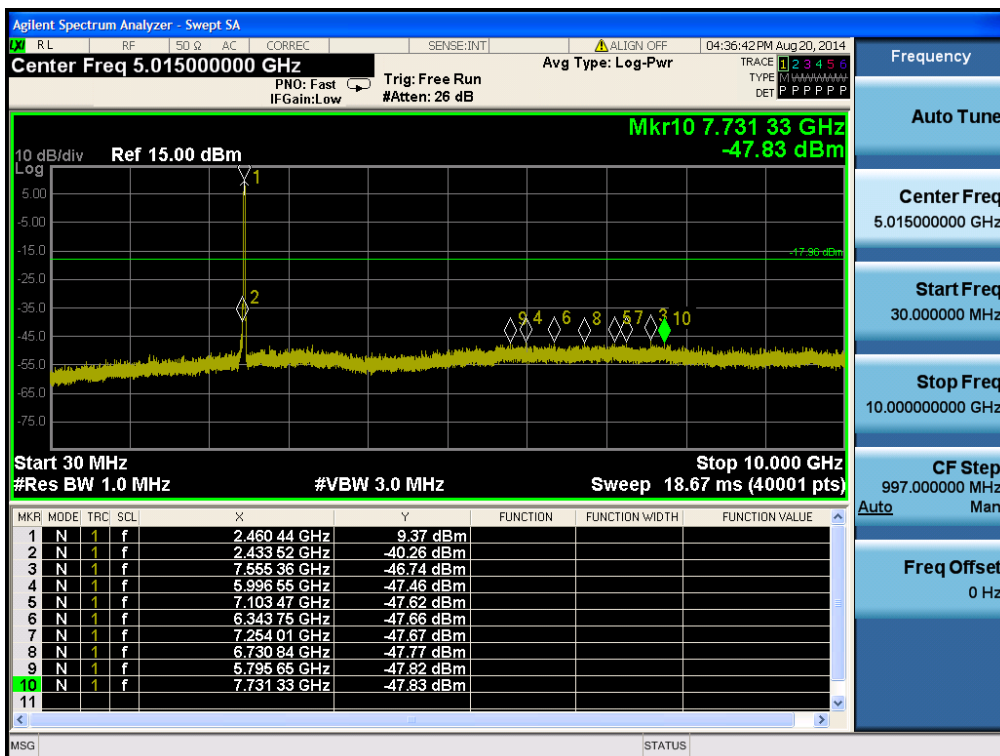 Agilent Spectrum Analyzer - Swept SA
LXI RL RF 50 Ω AC CORREC SENSE:INT ALIGN OFF 04:36:42 PM Aug 20, 2014
Center Freq 5.015000000 GHz
PNO: Fast
IFGain:Low
Trig: Free Run
#Atten: 26 dB
Avg Type: Log-Pwr
TRACE 1 2 3 4 5 6
TYPE M W W W W W
DET P P P P P P
Mkr10 7.731 33 GHz
-47.83 dBm
10 dB/div Ref 15.00 dBm
Log
1
5.00
-5.00
-15.0
-17.96 dBm
-25.0
2
-35.0
9 4 6 8 5 7 3 10
-45.0
-55.0
-65.0
-75.0
Start 30 MHz Stop 10.000 GHz
#Res BW 1.0 MHz #VBW 3.0 MHz Sweep 18.67 ms (40001 pts)
MKR MODE TRC SCL X Y FUNCTION FUNCTION WIDTH FUNCTION VALUE
1 N 1 f 2.460 44 GHz 9.37 dBm
2 N 1 f 2.433 52 GHz -40.26 dBm
3 N 1 f 7.555 36 GHz -46.74 dBm
4 N 1 f 5.996 55 GHz -47.46 dBm
5 N 1 f 7.103 47 GHz -47.62 dBm
6 N 1 f 6.343 75 GHz -47.66 dBm
7 N 1 f 7.254 01 GHz -47.67 dBm
8 N 1 f 6.730 84 GHz -47.77 dBm
9 N 1 f 5.795 65 GHz -47.82 dBm
10 N 1 f 7.731 33 GHz -47.83 dBm
11
MSG STATUS
Frequency
Auto Tune
Center Freq
5.015000000 GHz
Start Freq
30.000000 MHz
Stop Freq
10.000000000 GHz
CF Step
997.000000 MHz
Auto Man
Freq Offset
0 Hz